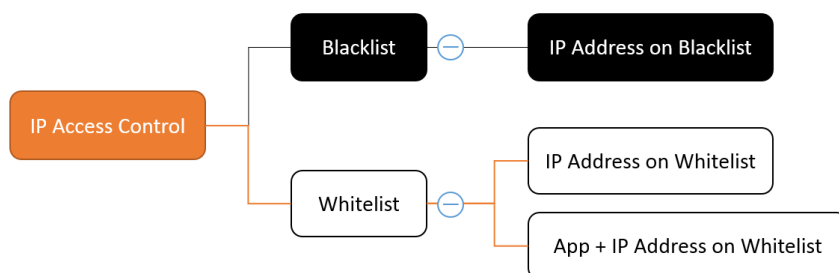 IP Access Control
Blacklist
IP Address on Blacklist
Whitelist
IP Address on Whitelist
App + IP Address on Whitelist